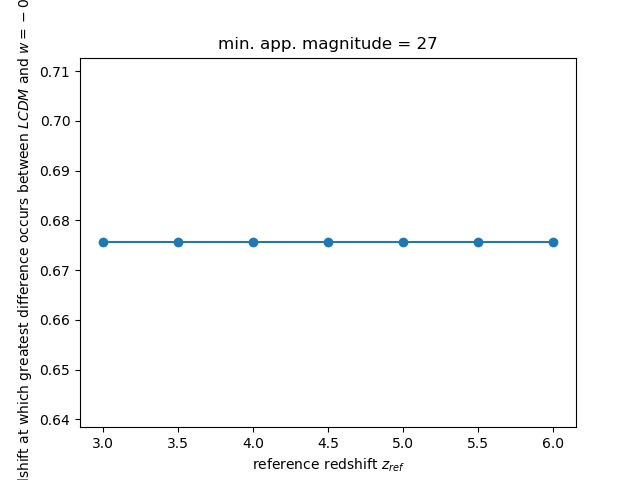 min. app. magnitude = 27
shift at which greatest difference occurs between LCDM and w = − 0
0.71
0.70
0.69
0.68
0.67
0.66
0.65
0.64
3.0 3.5 4.0 4.5 5.0 5.5 6.0
reference redshift z_ref